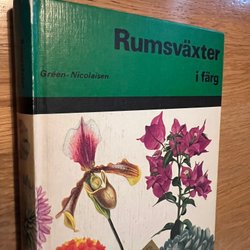 Rumsväxter
Green-Nicolaisen
i färg